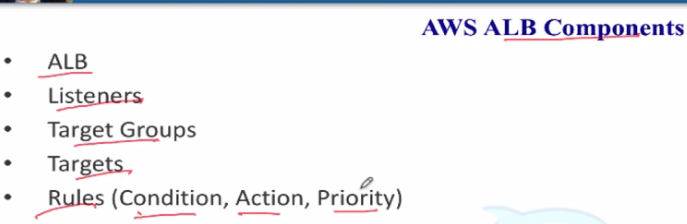 AWS ALB Components
• ALB
• Listeners
• Target Groups
• Targets
• Rules (Condition, Action, Priority)